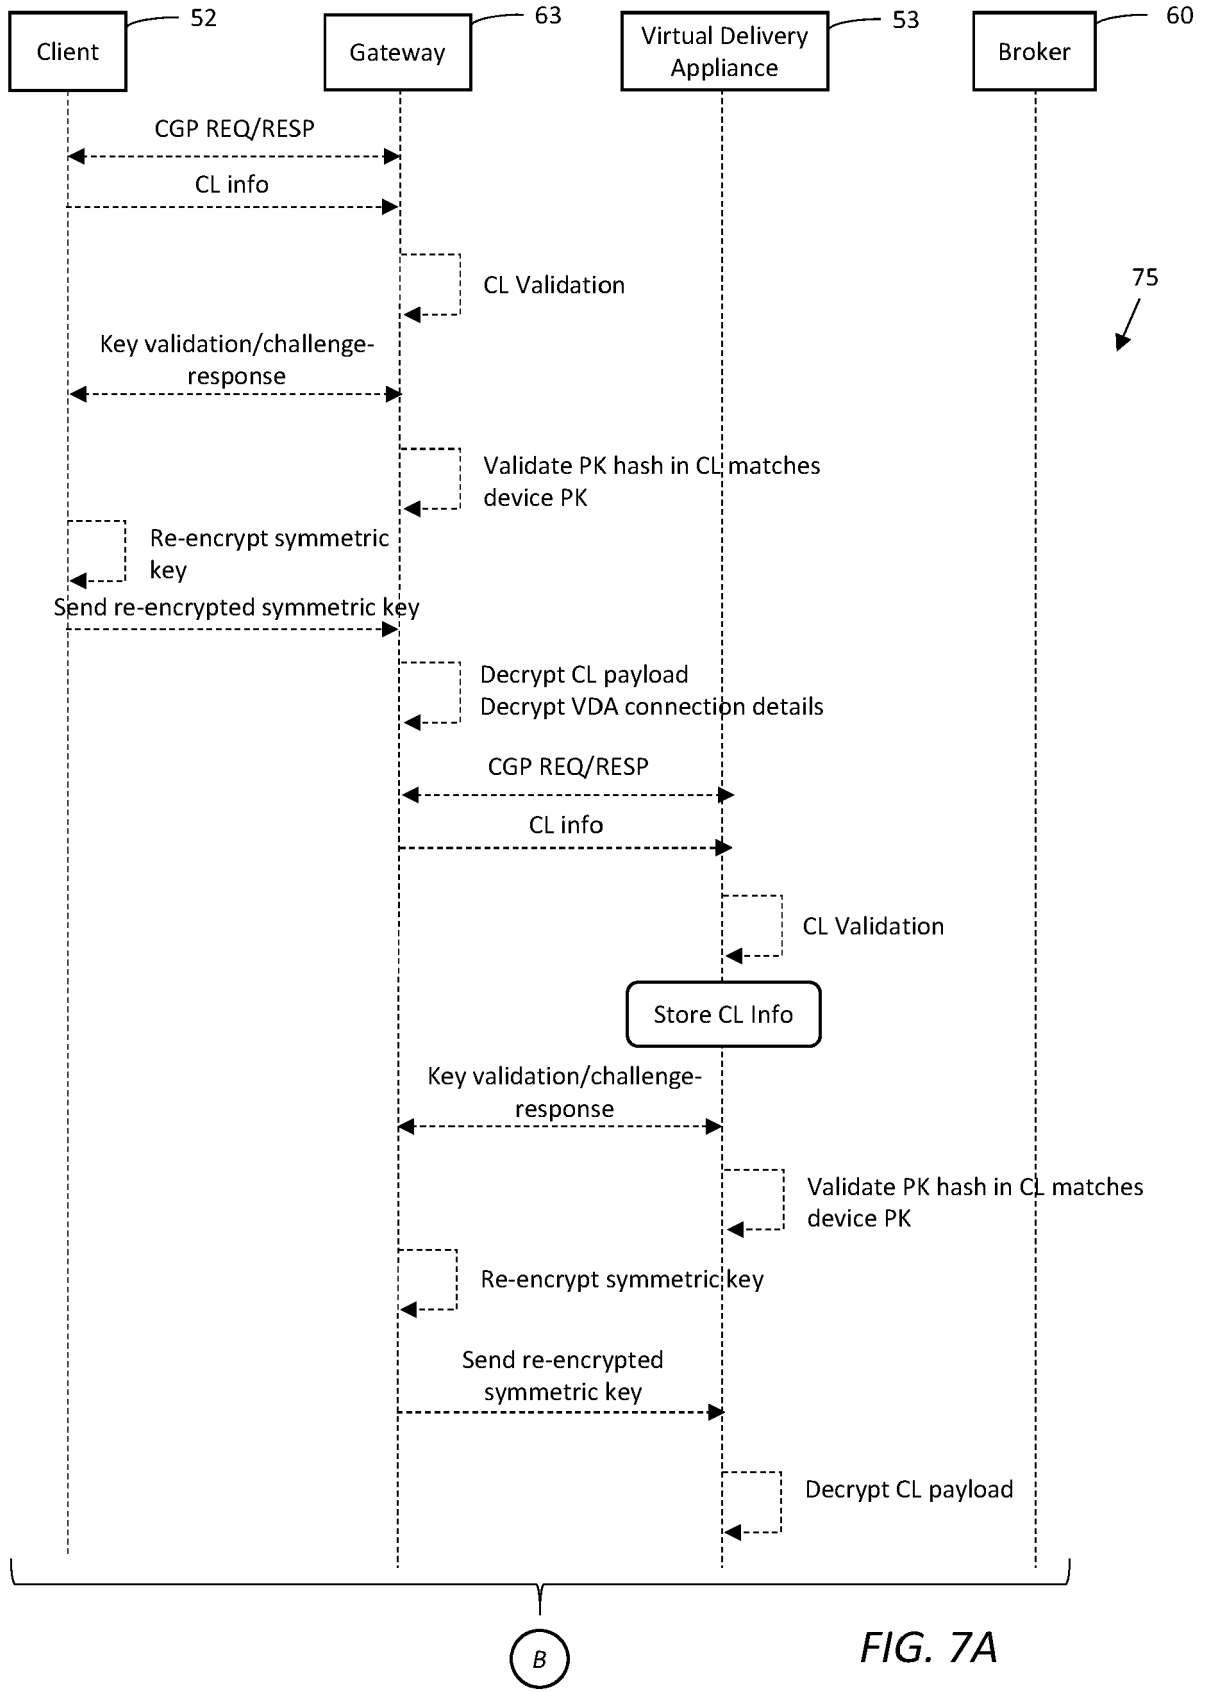 52
63
53
60
Client
Gateway
Virtual Delivery
Appliance
Broker
CGP REQ/RESP
CL info
CL Validation
75
Key validation/challenge-
response
Validate PK hash in CL matches
device PK
Re-encrypt symmetric
key
Send re-encrypted symmetric key
Decrypt CL payload
Decrypt VDA connection details
CGP REQ/RESP
CL info
CL Validation
Store CL Info
Key validation/challenge-
response
Validate PK hash in CL matches
device PK
Re-encrypt symmetric key
Send re-encrypted
symmetric key
Decrypt CL payload
B
FIG. 7A